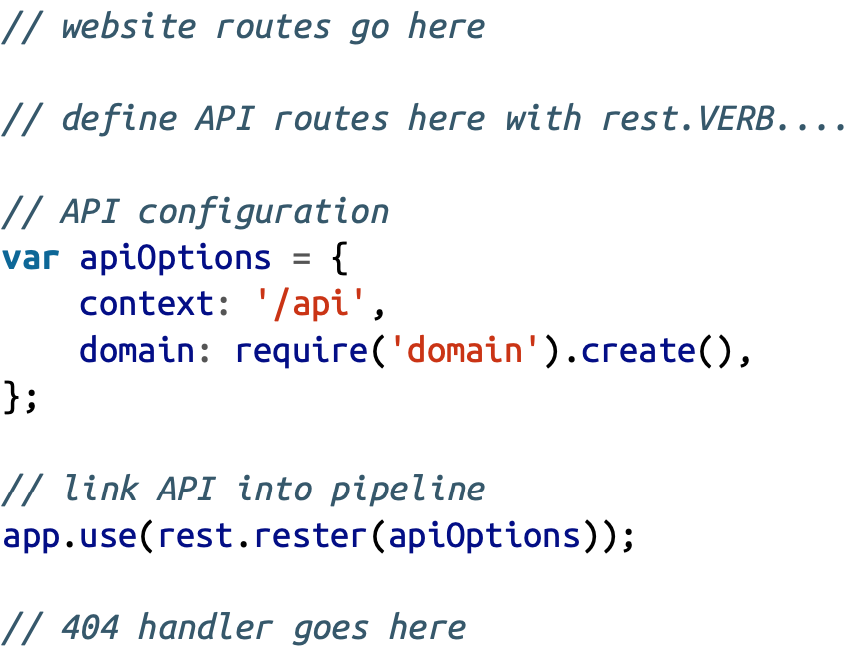 // website routes go here
// define API routes here with rest.VERB....
// API configuration
var apiOptions = {
    context: '/api',
    domain: require('domain').create(),
};
// link API into pipeline
app.use(rest.rester(apiOptions));
// 404 handler goes here